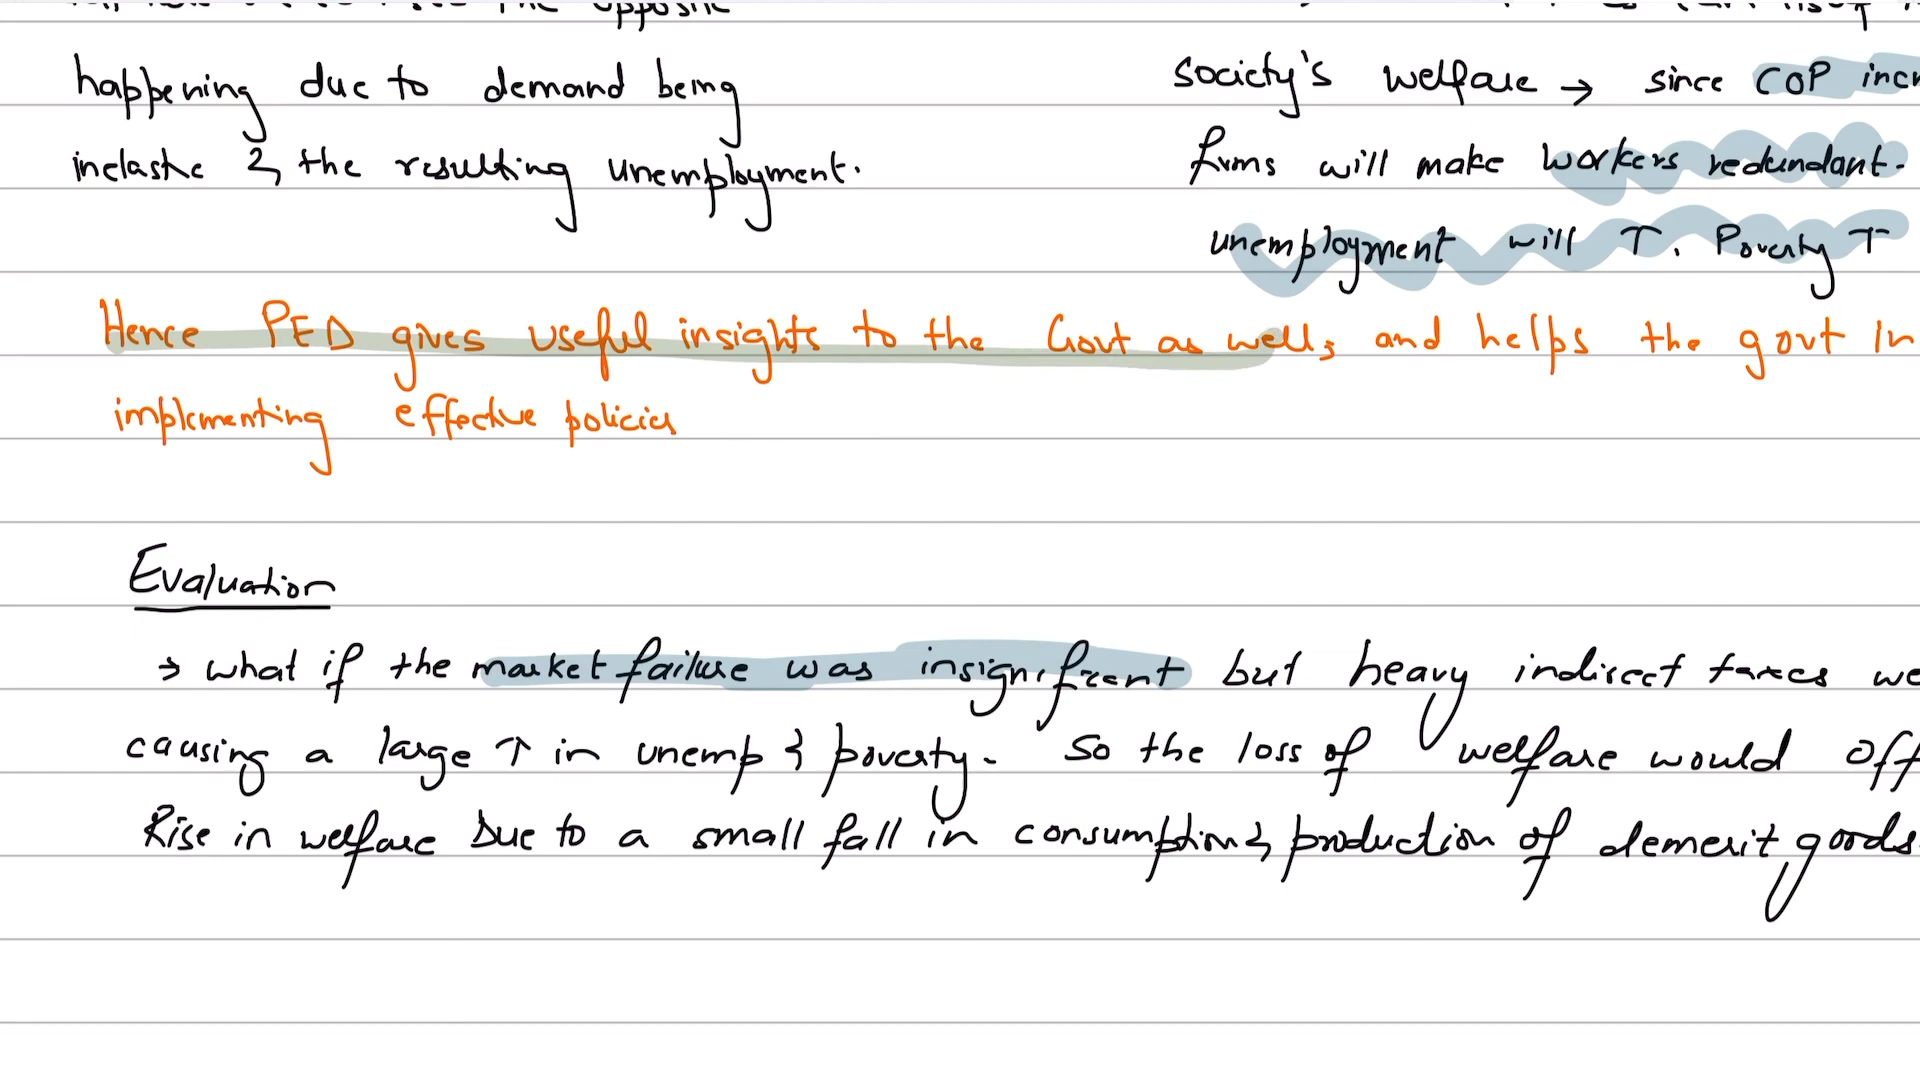 the opposite
happening due to demand being
inelastic & the resulting unemployment.
society's welfare → since COP incr
firms will make workers redundant.
unemployment will ↑. Poverty ↑
Hence PED gives useful insights to the Govt as well, and helps the govt in
implementing effective policies
Evaluation
→ what if the market failure was insignificant but heavy indirect taxes we
causing a large ↑ in unemp & poverty. So the loss of welfare would off
Rise in welfare Due to a small fall in consumption & production of demerit goods.